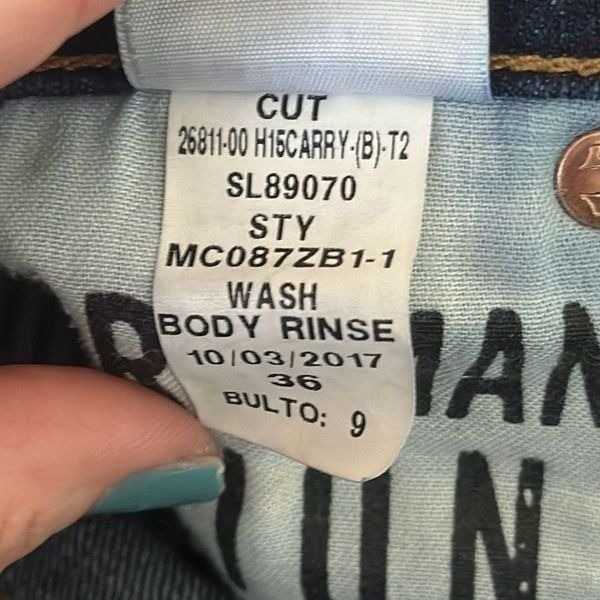 CUT
26811-00 H15CARRY-(B)-T2
SL89070
STY
MC087ZB1-1
WASH
BODY RINSE
10/03/2017
36
BULTO: 9